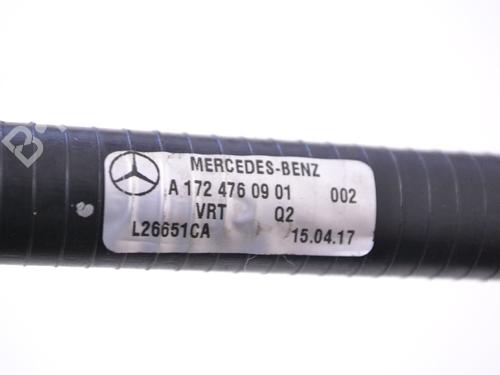 MERCEDES-BENZ
A 172 476 09 01 002
VRT Q2
L26651CA 15.04.17